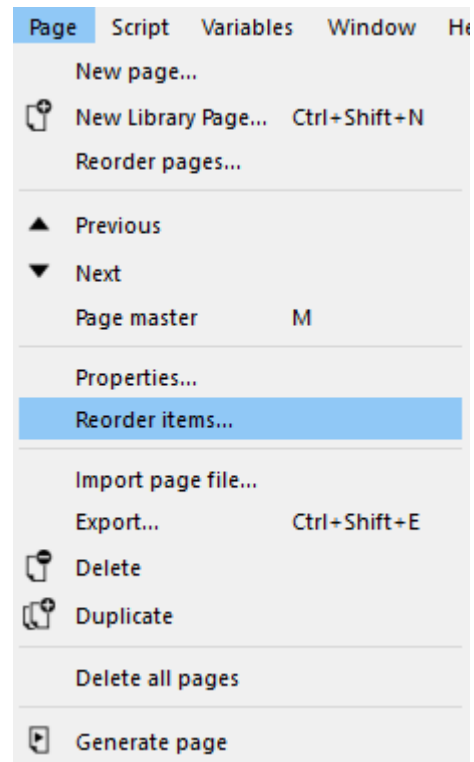 Page Script Variables Window He
New page...
New Library Page... Ctrl+Shift+N
Reorder pages...
Previous
Next
Page master M
Properties...
Reorder items...
Import page file...
Export... Ctrl+Shift+E
Delete
Duplicate
Delete all pages
Generate page